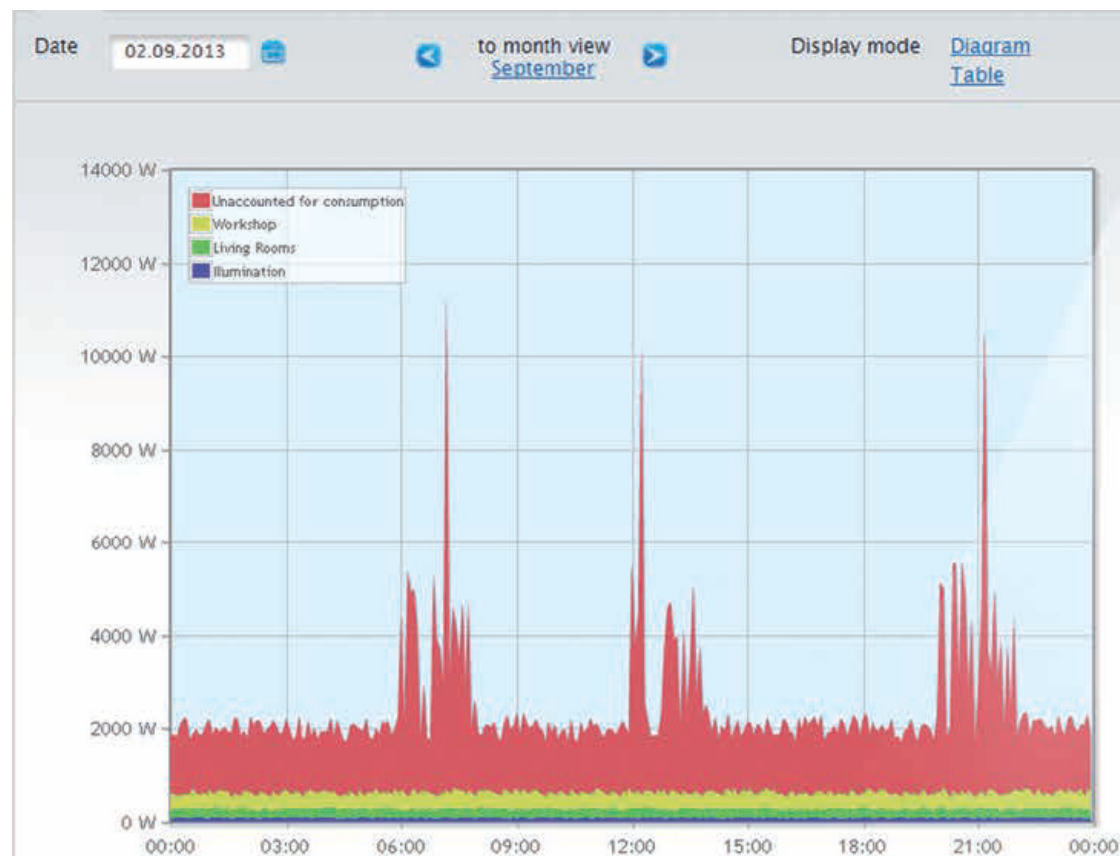 Date 02.09.2013 to month view Display mode Diagram
September Table
14000 W
Unaccounted for consumption
Workshop
12000 W
Living Rooms
Illumination
10000 W
8000 W
6000 W
4000 W
2000 W
0 W
00:00 03:00 06:00 09:00 12:00 15:00 18:00 21:00 00:00